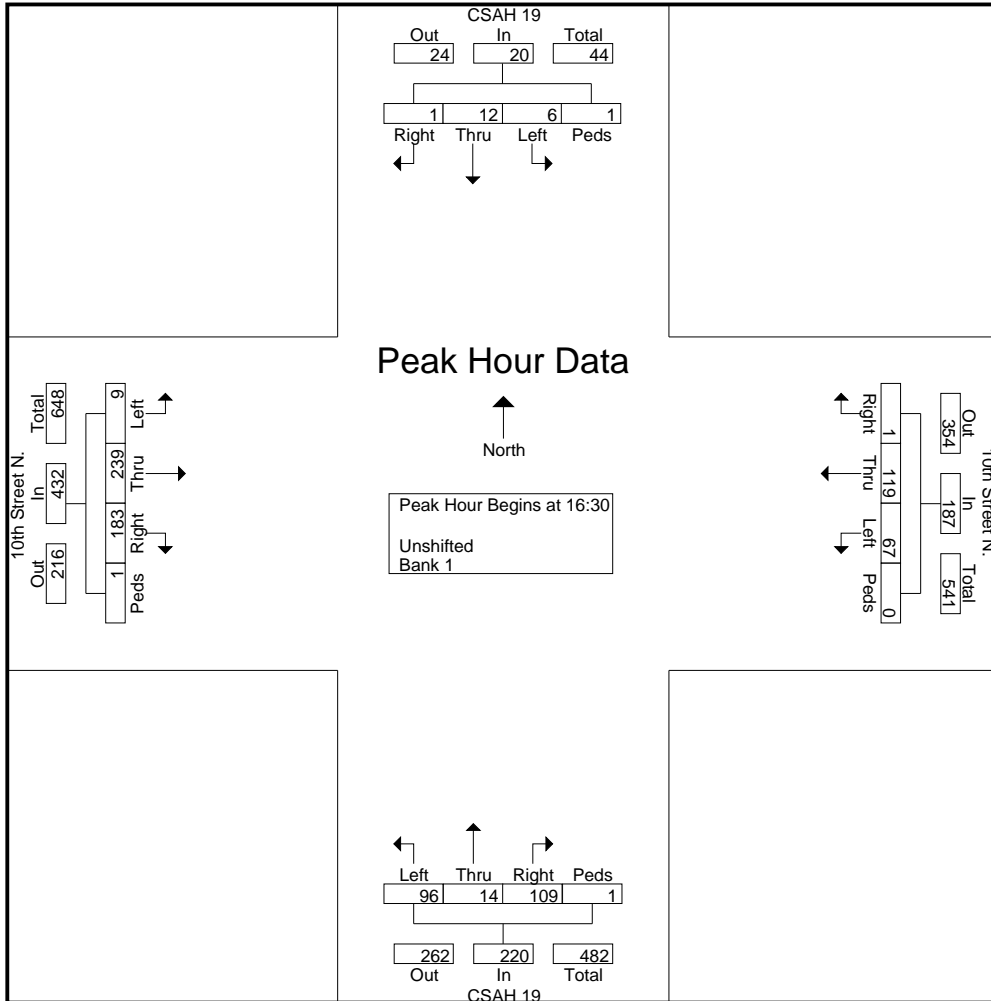 CSAH 19
Out In Total
24 20 44
1 12 6 1
Right Thru Left Peds
Peak Hour Data
North
Peak Hour Begins at 16:30
Unshifted
Bank 1
10th Street N.
Out In Total
216 432 648
Left Thru Right Peds
9 239 183 1
10th Street N.
Out In Total
354 187 541
Right Thru Left Peds
1 119 67 0
Left Thru Right Peds
96 14 109 1
262 220 482
Out In Total
CSAH 19